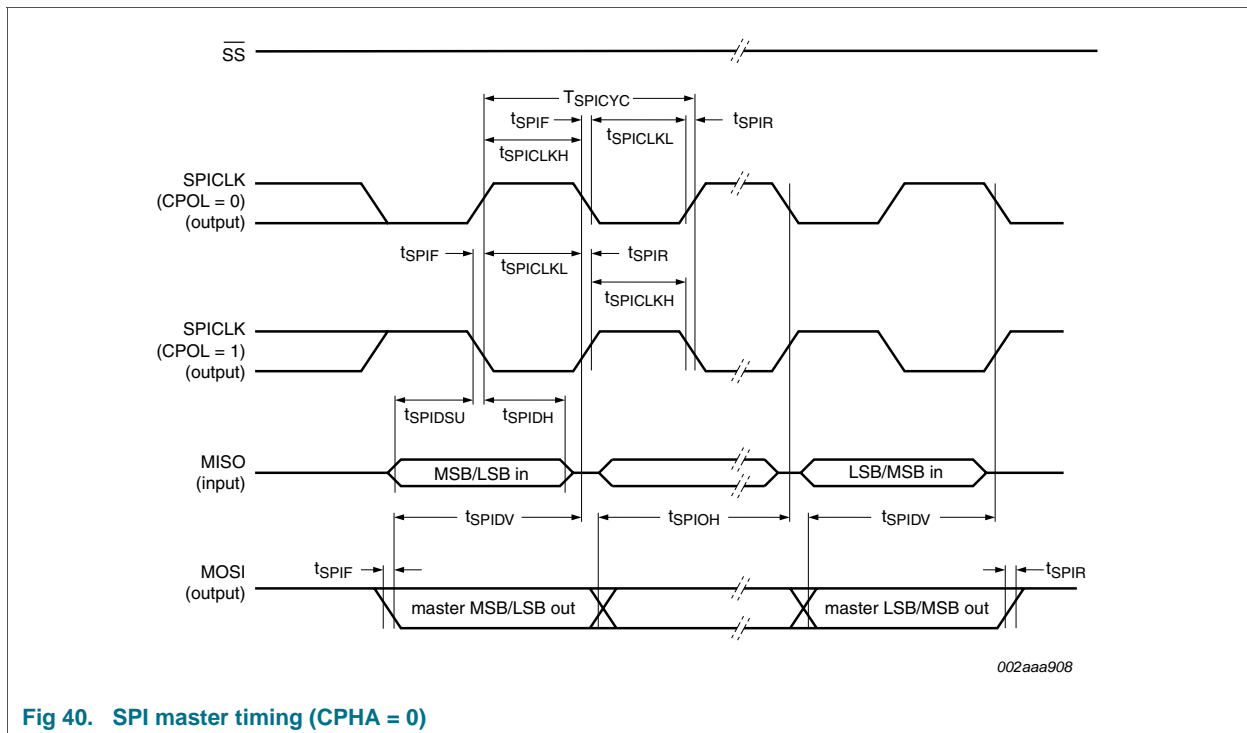 SS
TSPICYC
tSPIF
tSPICLKL
tSPIR
tSPICLKH
SPICLK
(CPOL = 0)
(output)
tSPIF
tSPICLKL
tSPIR
tSPICLKH
SPICLK
(CPOL = 1)
(output)
tSPIDSU
tSPIDH
MISO
(input)
MSB/LSB in
LSB/MSB in
tSPIDV
tSPIOH
tSPIDV
tSPIF
tSPIR
MOSI
(output)
master MSB/LSB out
master LSB/MSB out
002aaa908
Fig 40. SPI master timing (CPHA = 0)